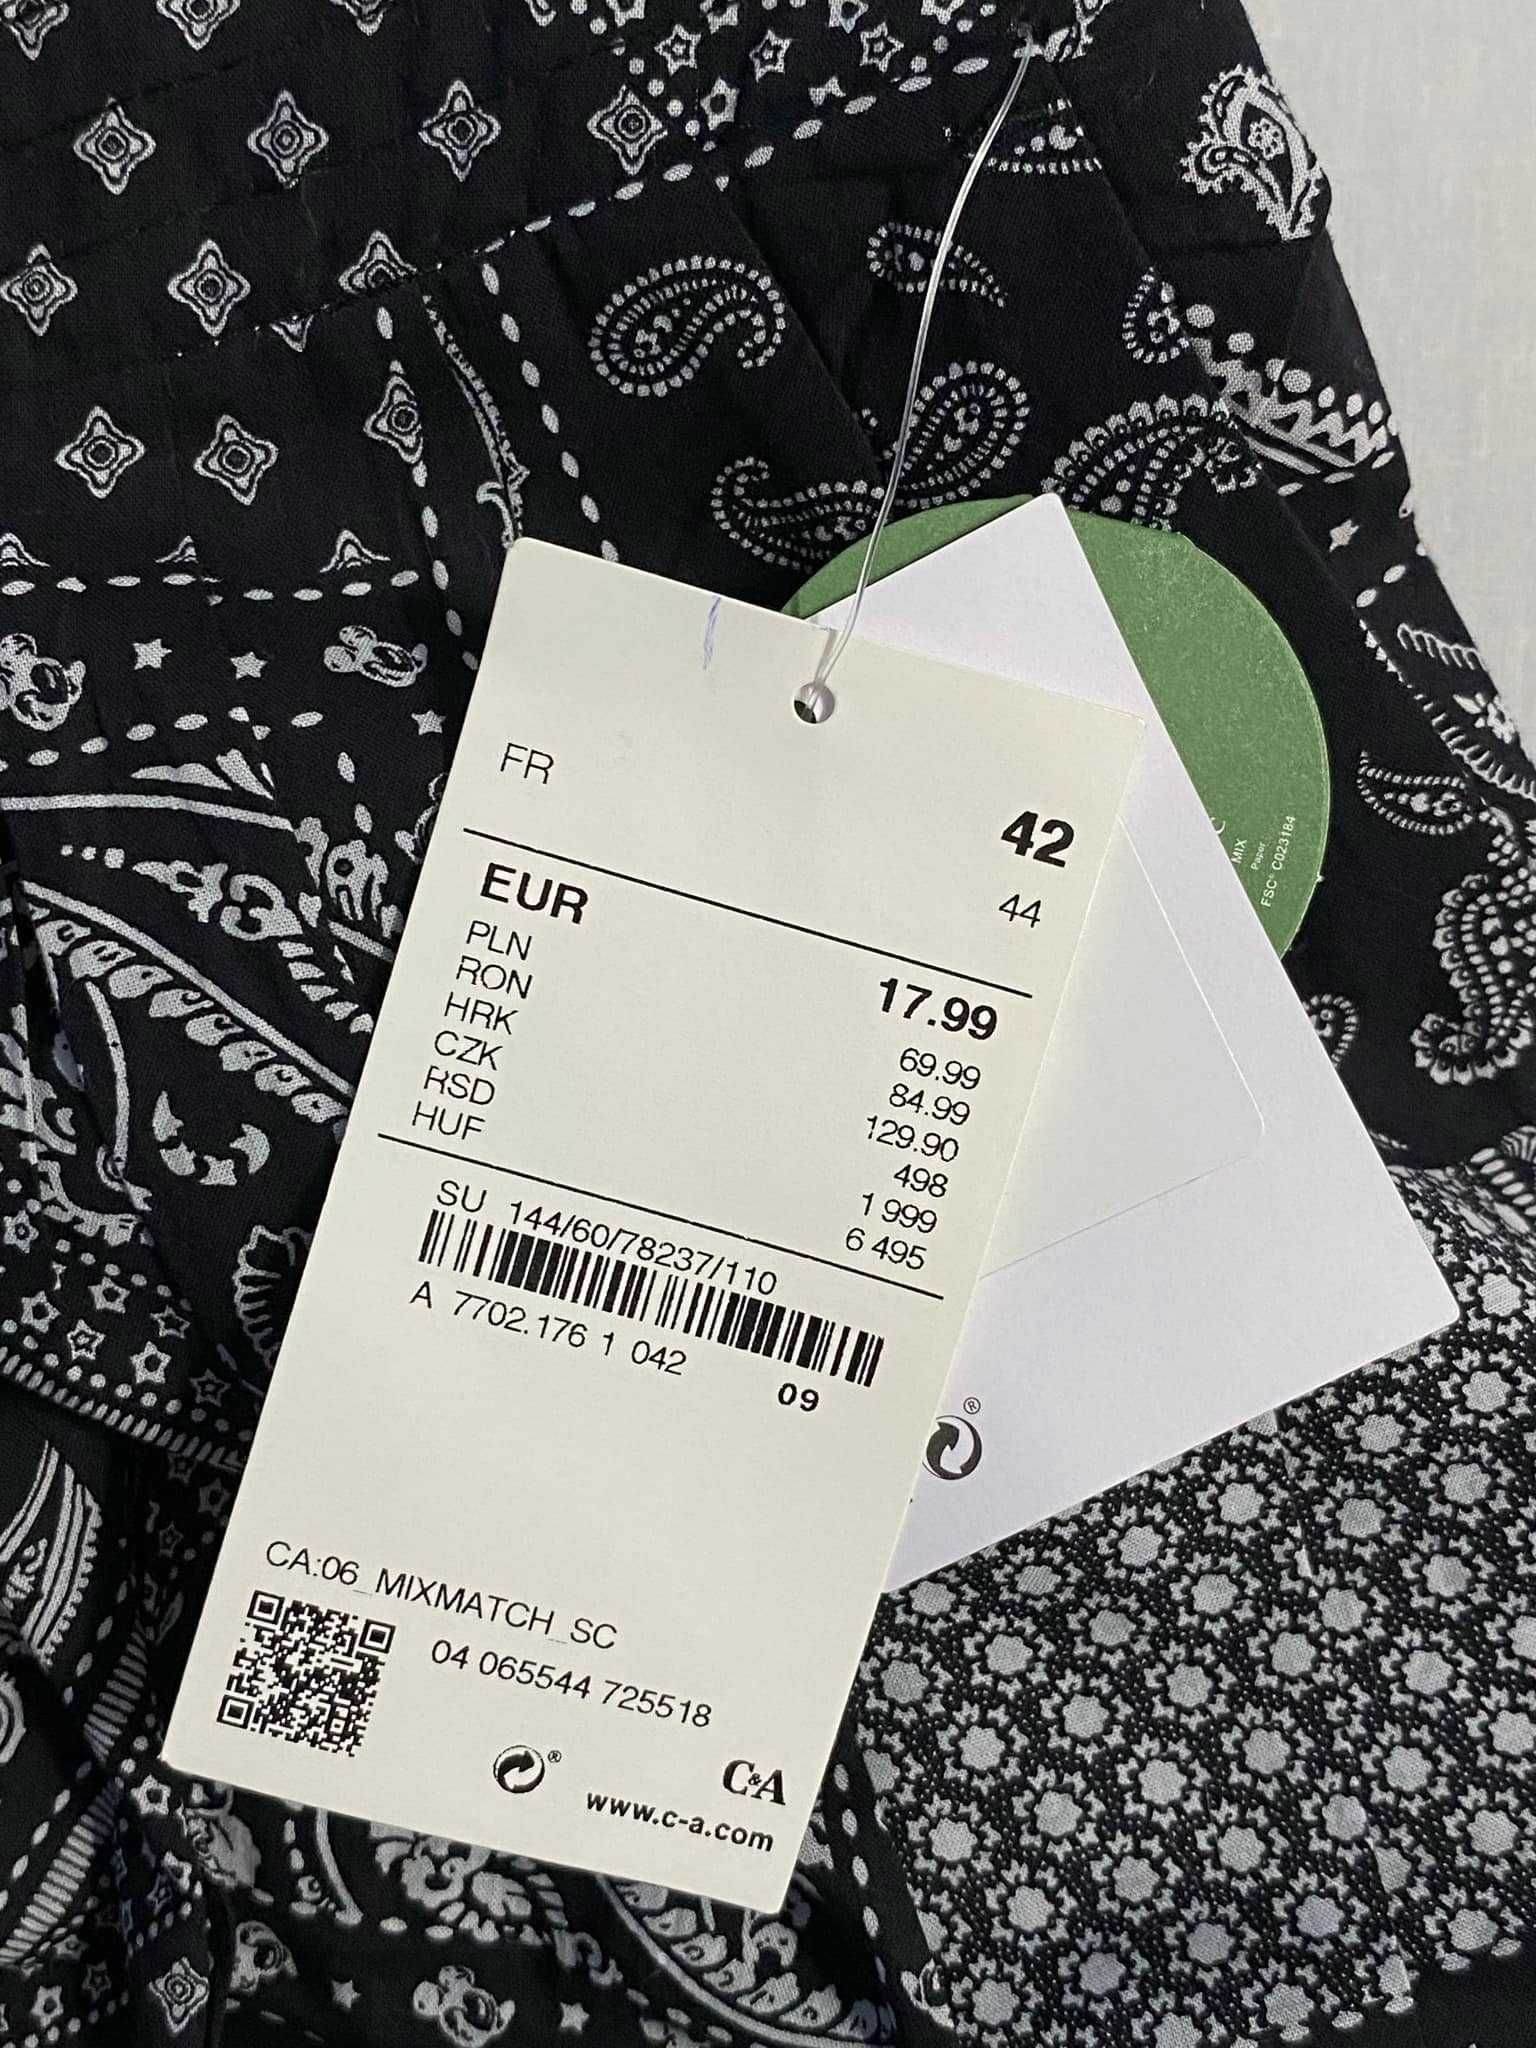 42
FR 44
EUR 17.99
PLN 69.99
RON 84.99
HRK 129.90
CZK 498
RSD 1 999
HUF 6 495
SU 144/60/78237/110
A 7702.176 1 042
09
CA:06_MIXMATCH_SC
04 065544 725518
C&A
®
www.c-a.com
MIX
Paper
FSC® C023184
®